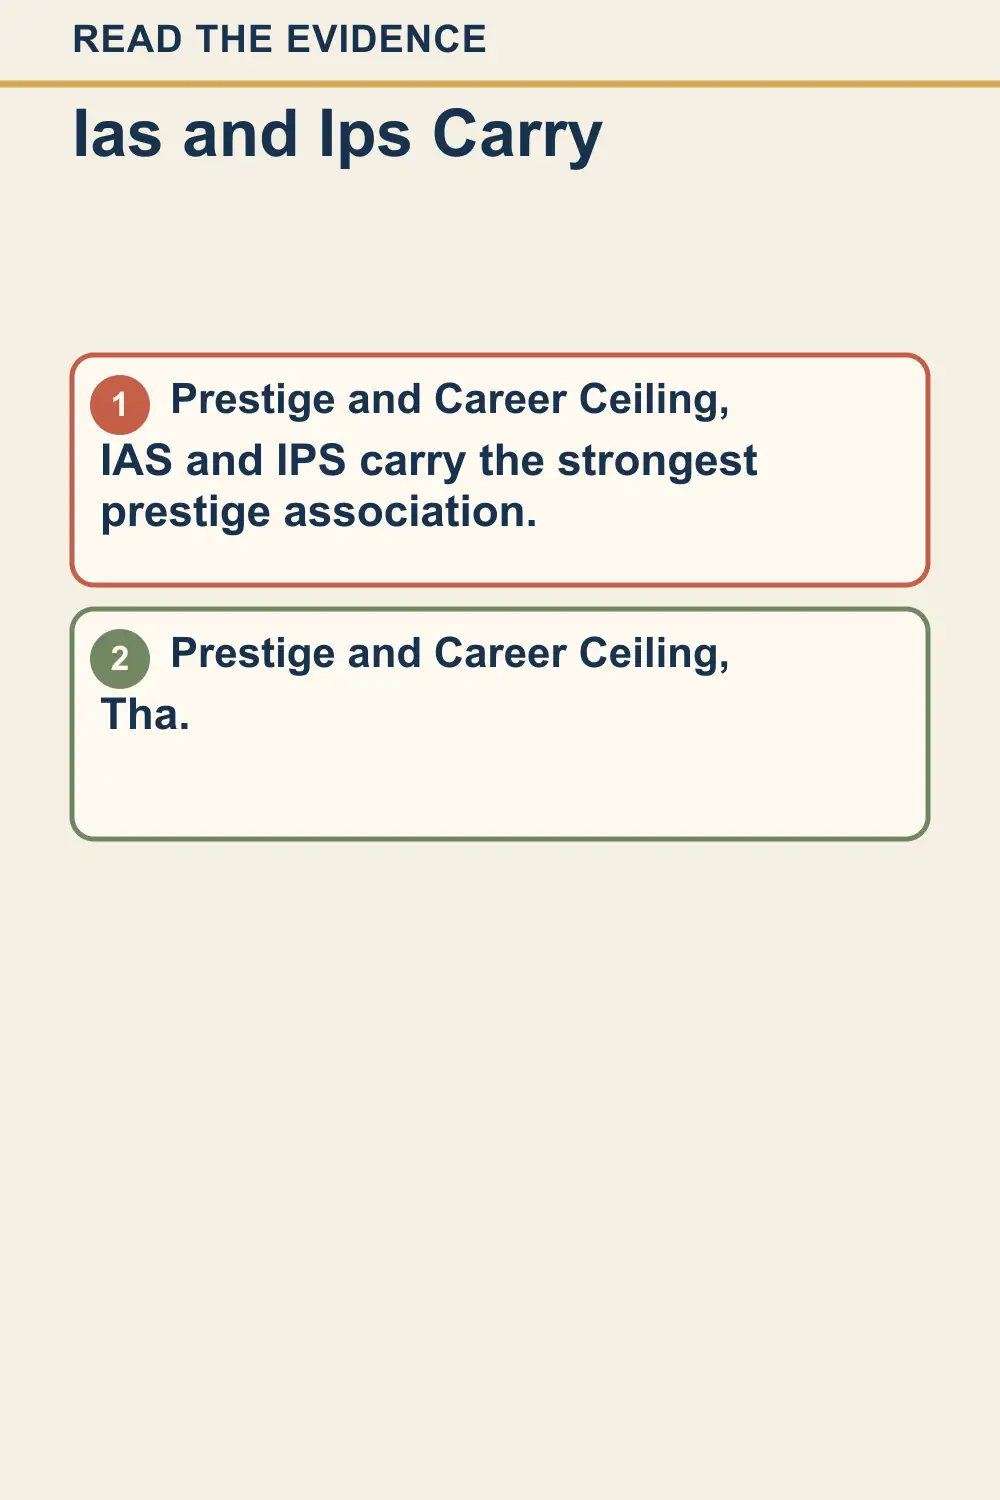 READ THE EVIDENCE
Ias and Ips Carry
1 Prestige and Career Ceiling,
IAS and IPS carry the strongest
prestige association.
2 Prestige and Career Ceiling,
Tha.